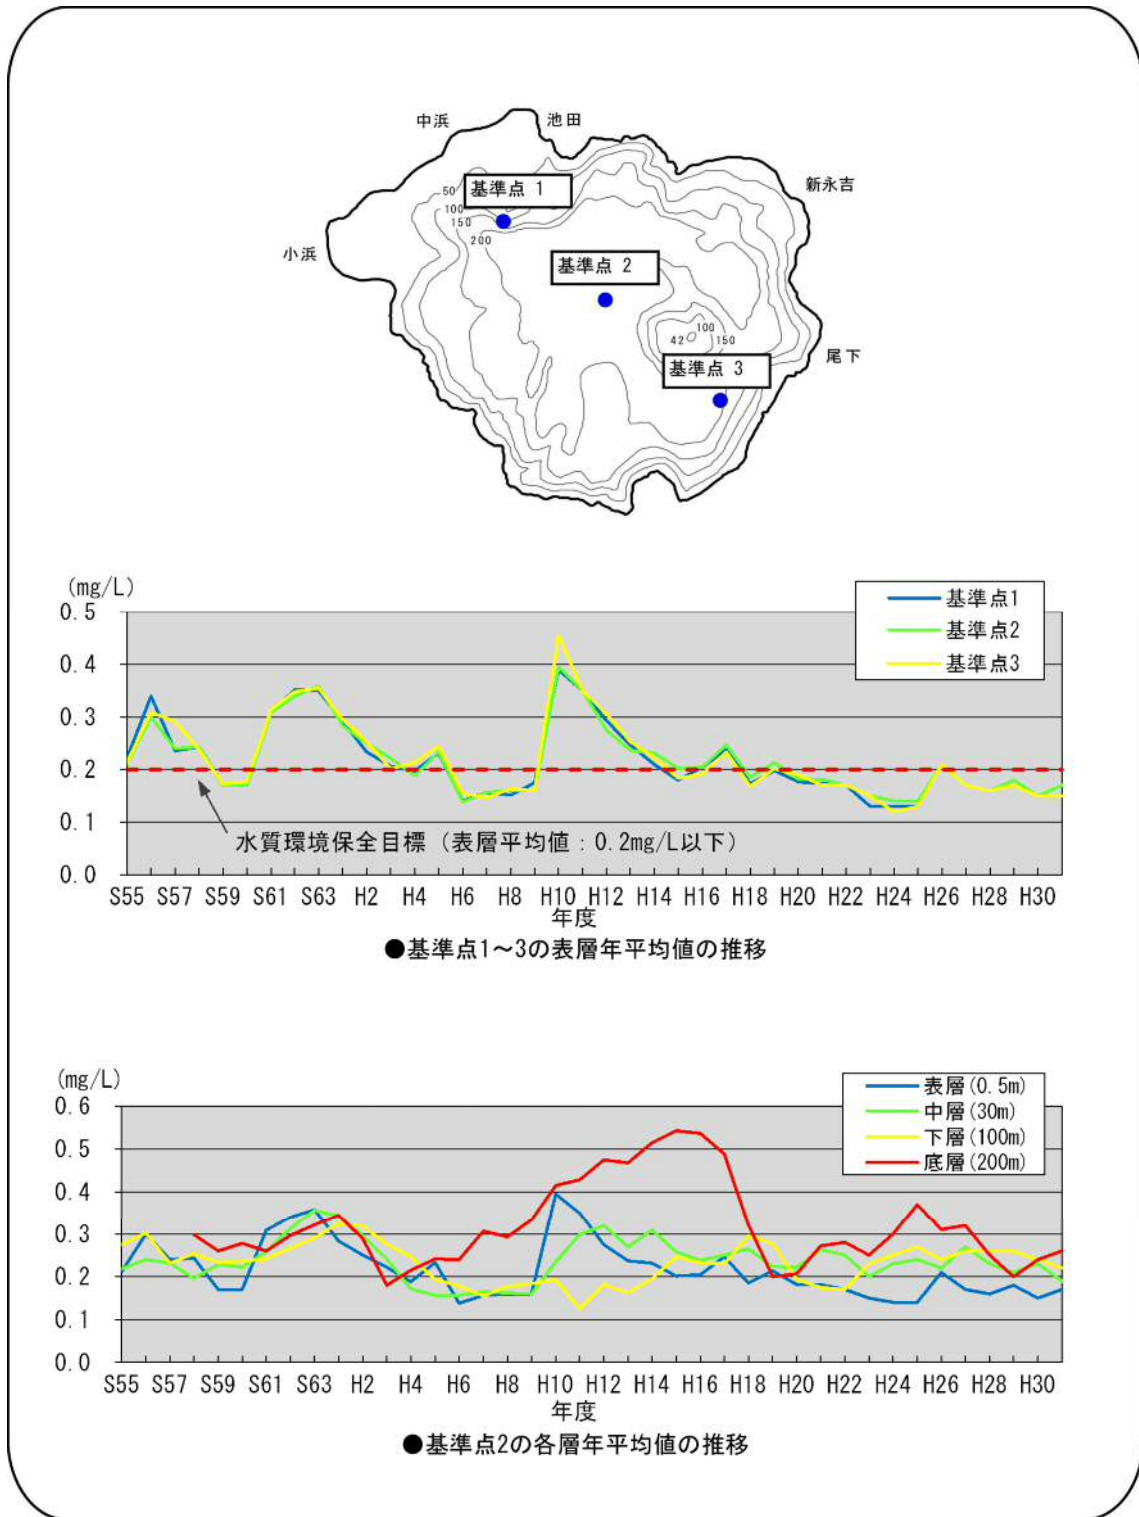 中浜
池田
新永吉
小浜
尾下
基準点 1
50
100
150
200
基準点 2
100
42
150
基準点 3
(mg/L)
0.5
0.4
0.3
0.2
0.1
0.0
基準点1
基準点2
基準点3
水質環境保全目標（表層平均値：0.2mg/L以下）
S55 S57 S59 S61 S63 H2 H4 H6 H8 H10 H12 H14 H16 H18 H20 H22 H24 H26 H28 H30
年度
●基準点1～3の表層年平均値の推移
(mg/L)
0.6
0.5
0.4
0.3
0.2
0.1
0.0
表層(0.5m)
中層(30m)
下層(100m)
底層(200m)
S55 S57 S59 S61 S63 H2 H4 H6 H8 H10 H12 H14 H16 H18 H20 H22 H24 H26 H28 H30
年度
●基準点2の各層年平均値の推移